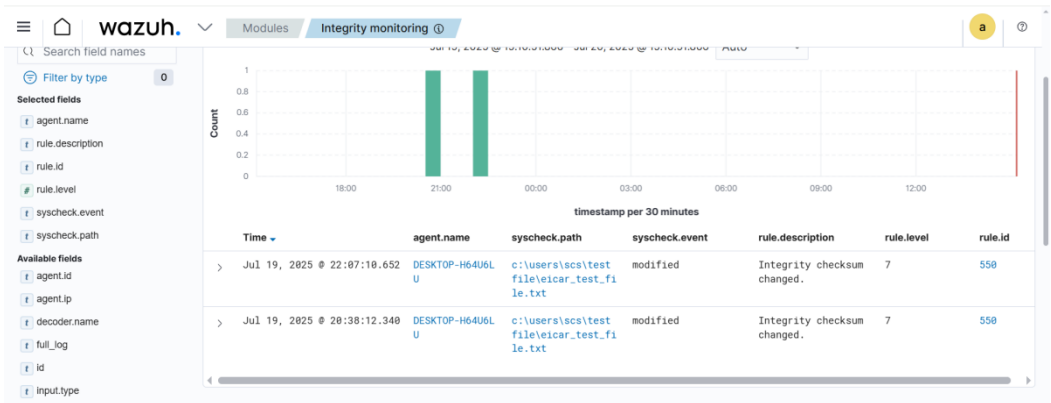 wazuh.
Modules
Integrity monitoring
a
Search field names
Filter by type
0
Selected fields
t agent.name
t rule.description
t rule.id
# rule.level
t syscheck.event
t syscheck.path
Available fields
t agent.id
t agent.ip
t decoder.name
t full_log
t id
t input.type
Auto
Count
1
0.8
0.6
0.4
0.2
0
18:00
21:00
00:00
03:00
06:00
09:00
12:00
timestamp per 30 minutes
Time agent.name syscheck.path syscheck.event rule.description rule.level rule.id
Jul 19, 2025 @ 22:07:10.652 DESKTOP-H64U6L c:\users\scs\test modified Integrity checksum 7 550
U file\eicar_test_fi changed.
le.txt
Jul 19, 2025 @ 20:38:12.340 DESKTOP-H64U6L c:\users\scs\test modified Integrity checksum 7 550
U file\eicar_test_fi changed.
le.txt